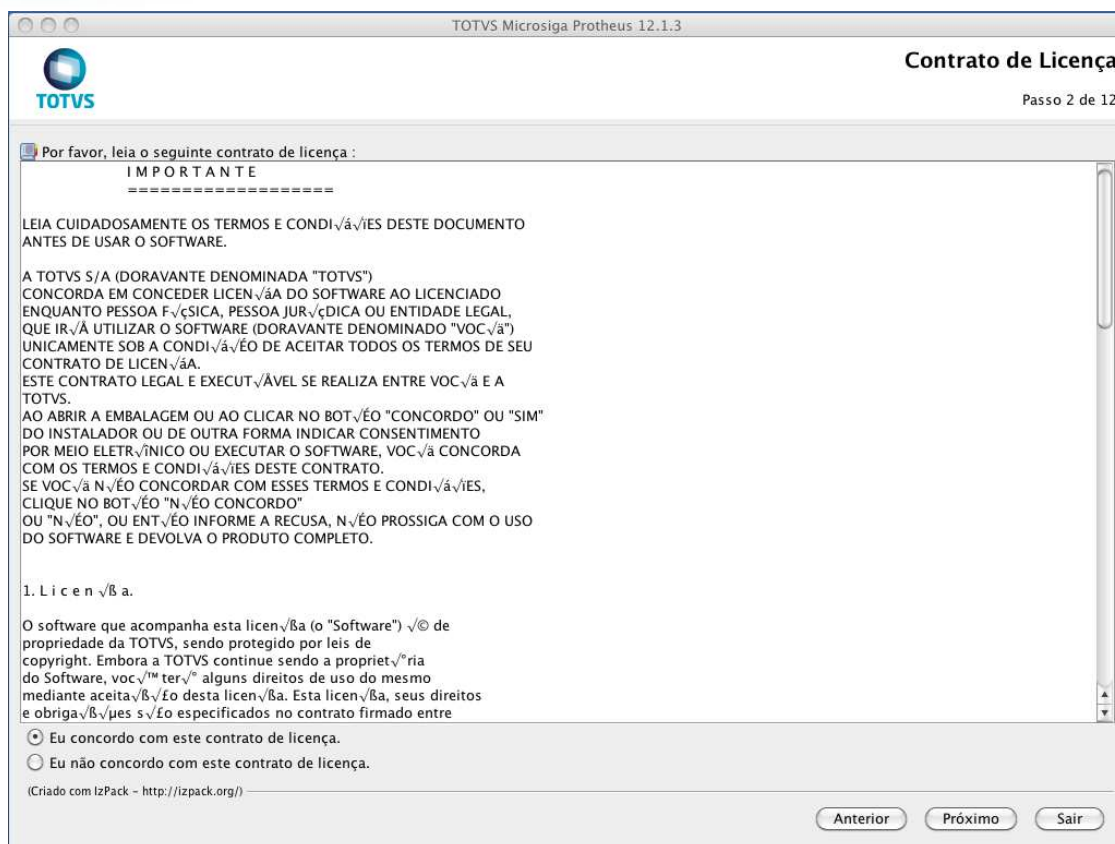 TOTVS Microsiga Protheus 12.1.3
Contrato de Licença
TOTVS
Passo 2 de 12
Por favor, leia o seguinte contrato de licença :
I M P O R T A N T E
===================
LEIA CUIDADOSAMENTE OS TERMOS E CONDI√á√ïES DESTE DOCUMENTO
ANTES DE USAR O SOFTWARE.
A TOTVS S/A (DORAVANTE DENOMINADA "TOTVS")
CONCORDA EM CONCEDER LICEN√áA DO SOFTWARE AO LICENCIADO
ENQUANTO PESSOA F√çSICA, PESSOA JUR√çDICA OU ENTIDADE LEGAL,
QUE IR√Å UTILIZAR O SOFTWARE (DORAVANTE DENOMINADO "VOC√ä")
UNICAMENTE SOB A CONDI√á√ÉO DE ACEITAR TODOS OS TERMOS DE SEU
CONTRATO DE LICEN√áA.
ESTE CONTRATO LEGAL E EXECUT√ÅVEL SE REALIZA ENTRE VOC√ä E A
TOTVS.
AO ABRIR A EMBALAGEM OU AO CLICAR NO BOT√ÉO "CONCORDO" OU "SIM"
DO INSTALADOR OU DE OUTRA FORMA INDICAR CONSENTIMENTO
POR MEIO ELETR√îNICO OU EXECUTAR O SOFTWARE, VOC√ä CONCORDA
COM OS TERMOS E CONDI√á√ïES DESTE CONTRATO.
SE VOC√ä N√ÉO CONCORDAR COM ESSES TERMOS E CONDI√á√ïES,
CLIQUE NO BOT√ÉO "N√ÉO CONCORDO"
OU "N√ÉO", OU ENT√ÉO INFORME A RECUSA, N√ÉO PROSSIGA COM O USO
DO SOFTWARE E DEVOLVA O PRODUTO COMPLETO.
1. L i c e n √ß a.
O software que acompanha esta licen√ßa (o "Software") √© de
propriedade da TOTVS, sendo protegido por leis de
copyright. Embora a TOTVS continue sendo a propriet√°ria
do Software, voc√™ ter√° alguns direitos de uso do mesmo
mediante aceita√ß√£o desta licen√ßa. Esta licen√ßa, seus direitos
e obriga√ß√µes s√£o especificados no contrato firmado entre
Eu concordo com este contrato de licença.
Eu não concordo com este contrato de licença.
(Criado com IzPack - http://izpack.org/)
Anterior Próximo Sair